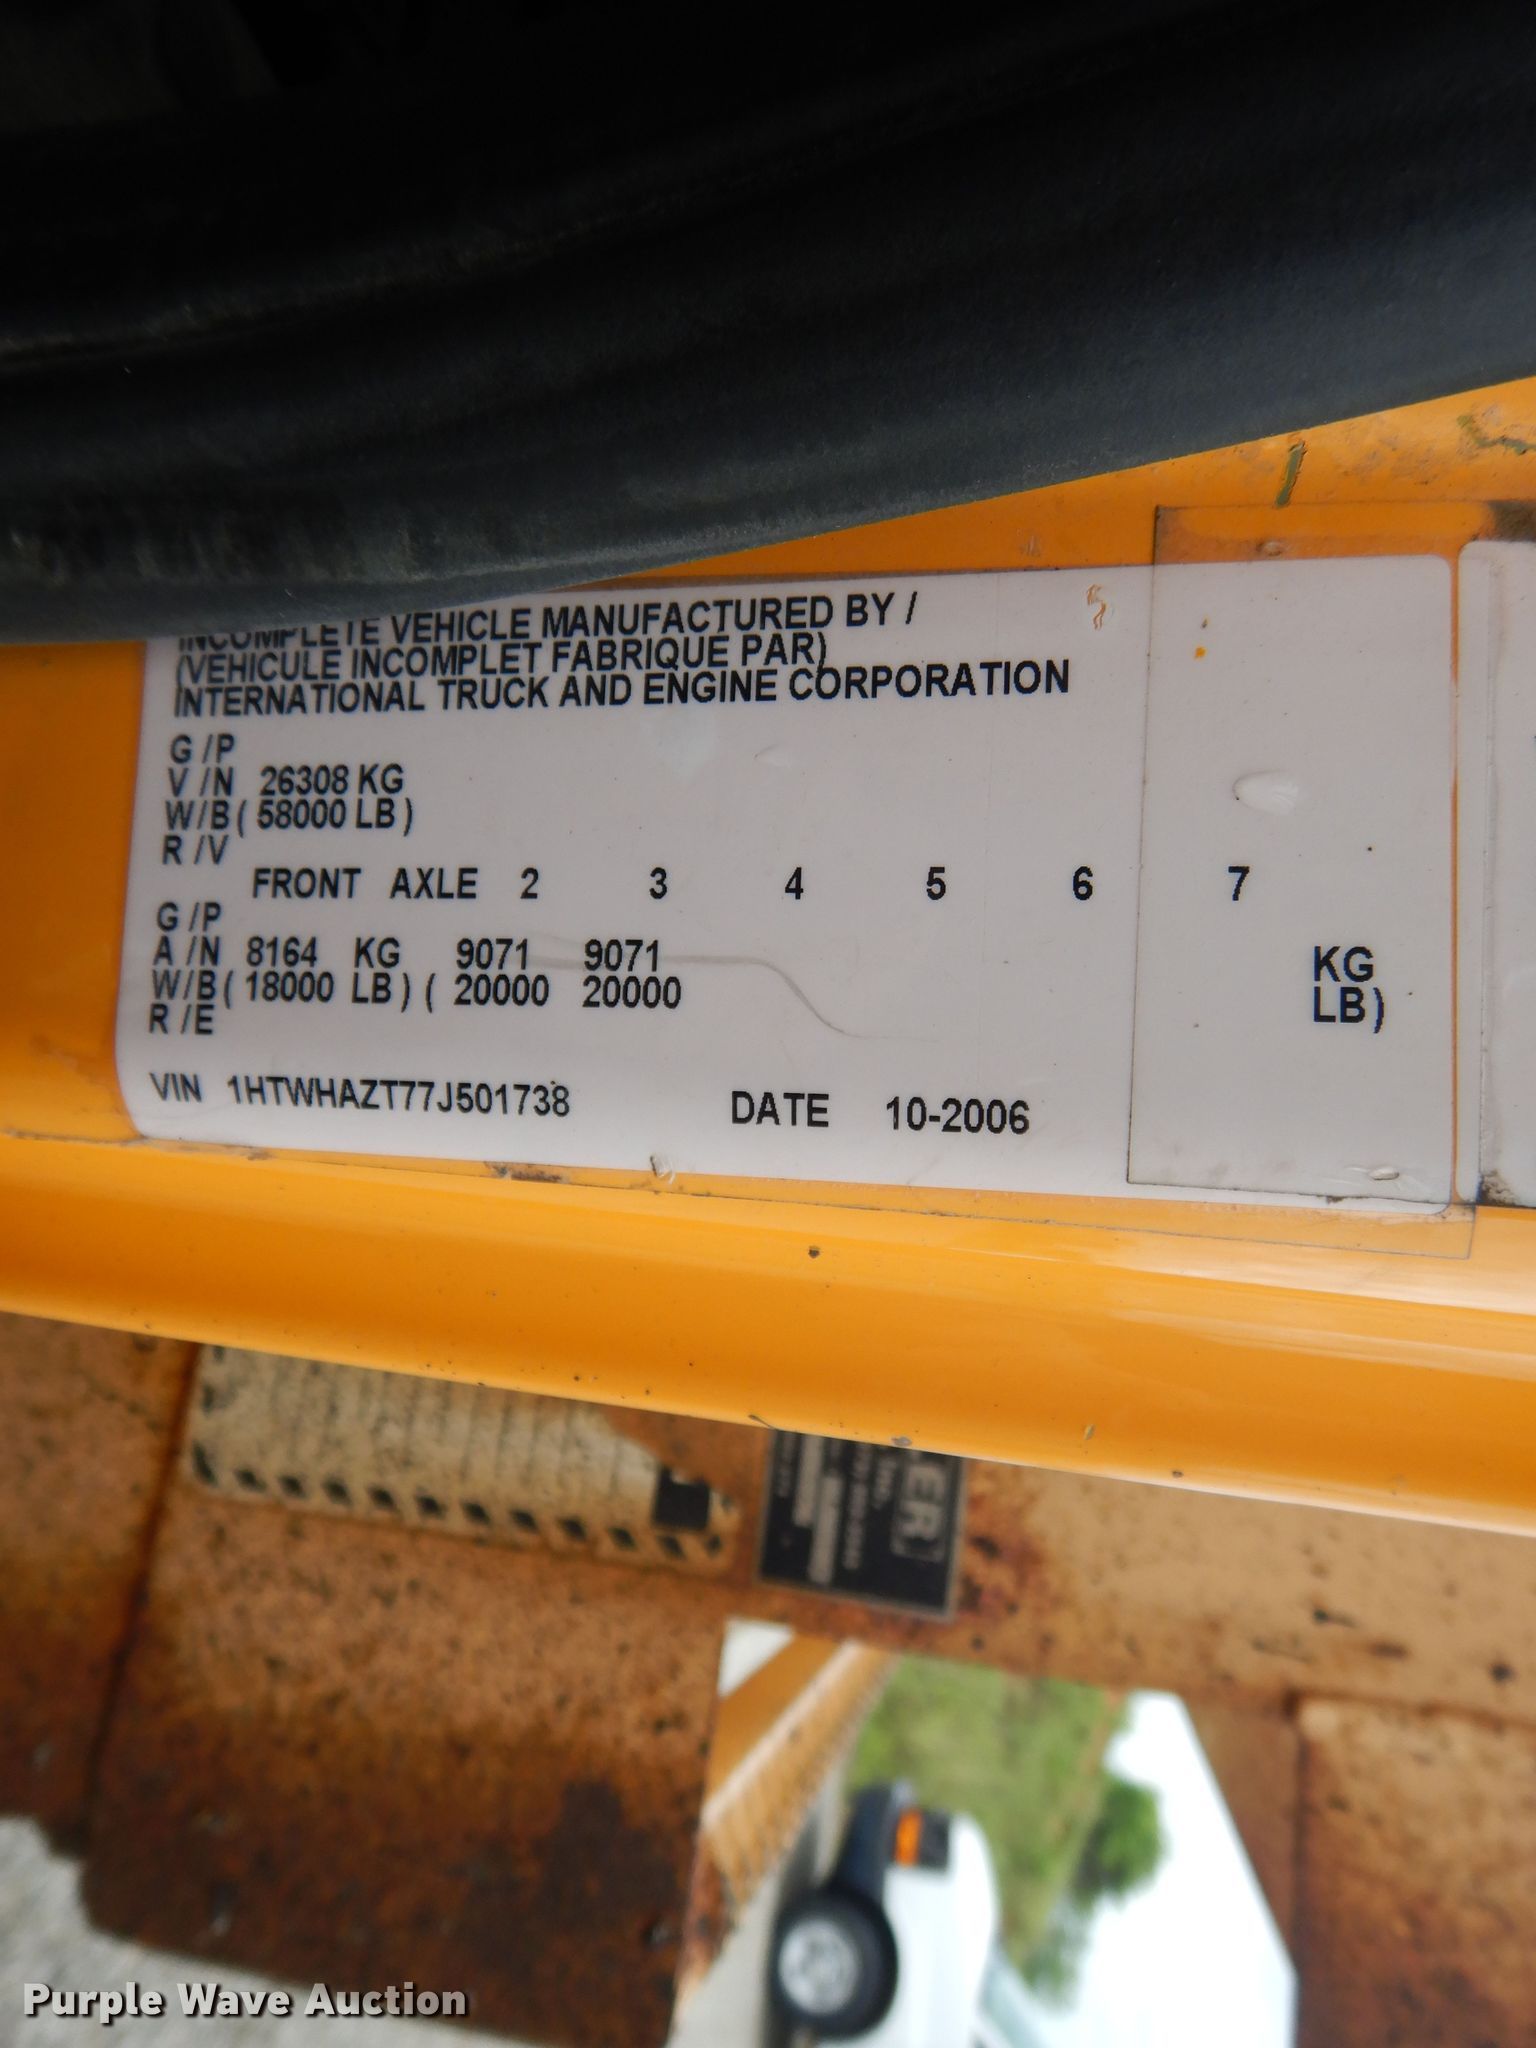 INCOMPLETE VEHICLE MANUFACTURED BY /
(VEHICULE INCOMPLET FABRIQUE PAR)
INTERNATIONAL TRUCK AND ENGINE CORPORATION
G /P
V /N 26308 KG
W/B ( 58000 LB )
R /V
FRONT AXLE 2 3 4 5 6 7
G /P
A /N 8164 KG 9071 9071 KG
W/B ( 18000 LB ) ( 20000 20000 LB )
R /E
VIN 1HTWHAZT77J501738 DATE 10-2006
Inc.
Purple Wave Auction